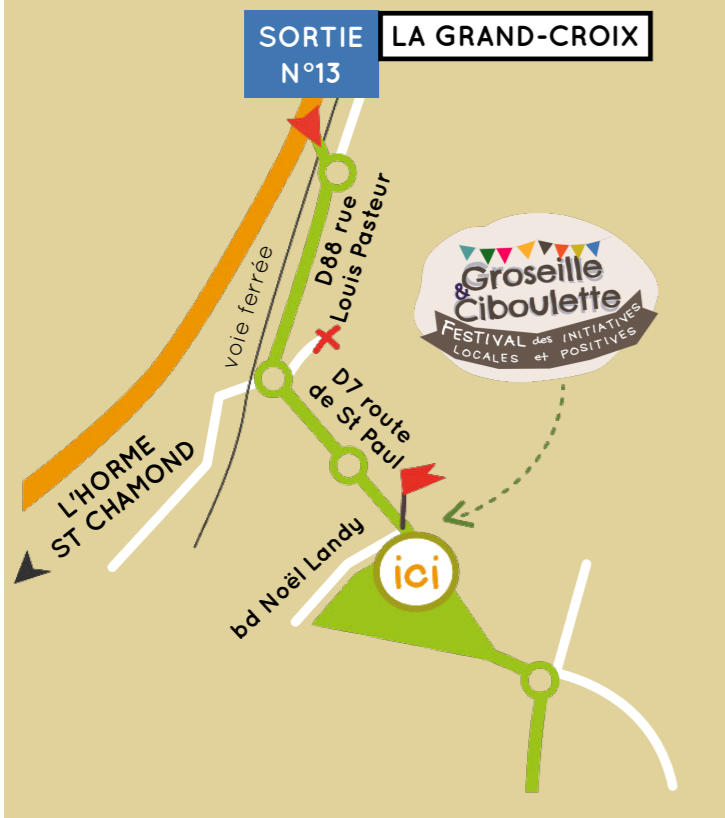 SORTIE
N°13
LA GRAND-CROIX
D88 rue
Louis Pasteur
voie ferrée
Groseille
&
Ciboulette
FESTIVAL des INITIATIVES
LOCALES et POSITIVES
D7 route
de St Paul
L'HORME
ST CHAMOND
bd Noël Landy
ici